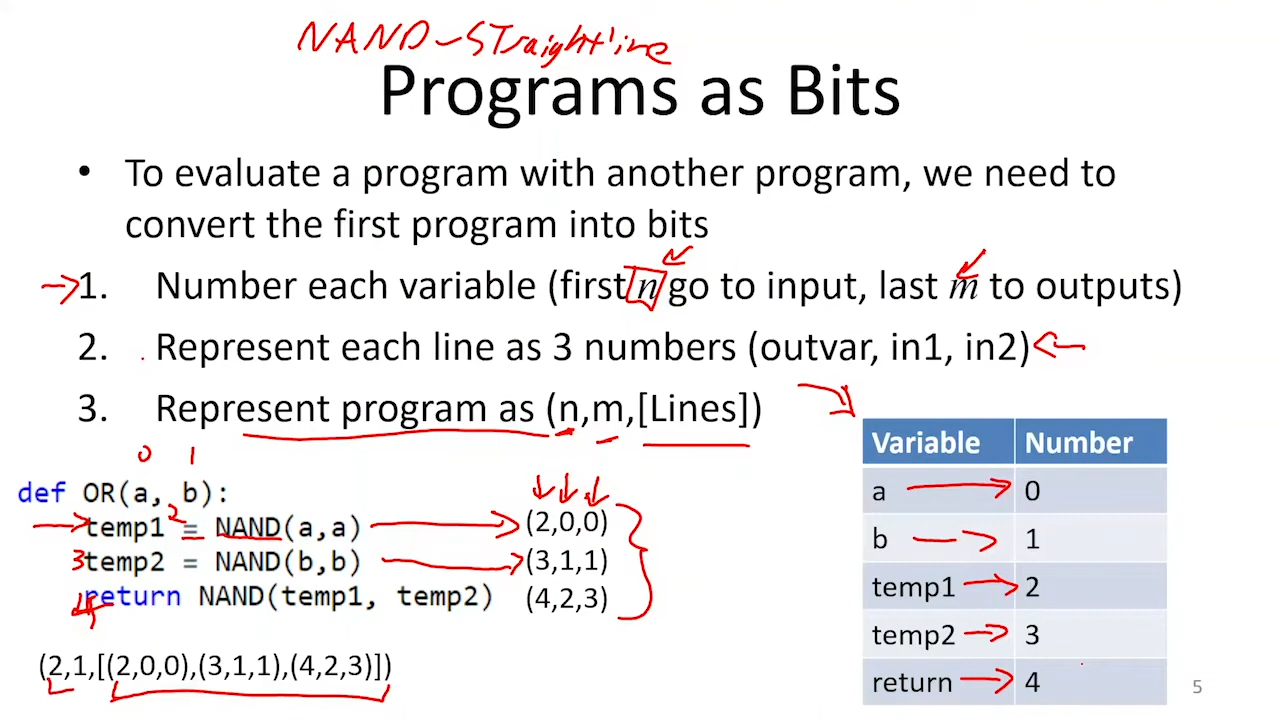 NAND-Straightline
Programs as Bits
• To evaluate a program with another program, we need to
convert the first program into bits
1. Number each variable (first n go to input, last m to outputs)
2. Represent each line as 3 numbers (outvar, in1, in2)
3. Represent program as (n,m,[Lines])
0 1
def OR(a, b):
temp1 2 = NAND(a,a) (2,0,0)
3 temp2 = NAND(b,b) (3,1,1)
4 return NAND(temp1, temp2) (4,2,3)
(2,1,[(2,0,0),(3,1,1),(4,2,3)])
Variable Number
a 0
b 1
temp1 2
temp2 3
return 4
5